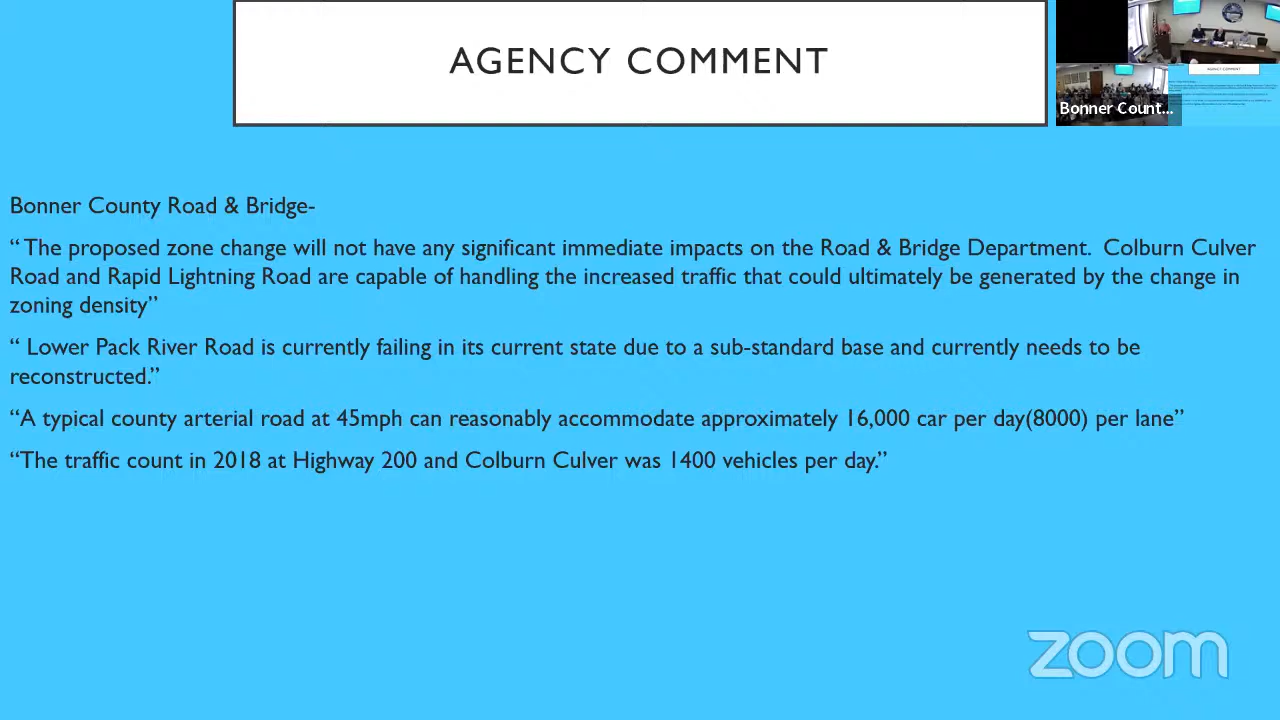 AGENCY COMMENT
Bonner Count...
Bonner County Road & Bridge-
“ The proposed zone change will not have any significant immediate impacts on the Road & Bridge Department.  Colburn Culver
Road and Rapid Lightning Road are capable of handling the increased traffic that could ultimately be generated by the change in
zoning density”
“ Lower Pack River Road is currently failing in its current state due to a sub-standard base and currently needs to be
reconstructed.”
“A typical county arterial road at 45mph can reasonably accommodate approximately 16,000 car per day(8000) per lane”
“The traffic count in 2018 at Highway 200 and Colburn Culver was 1400 vehicles per day.”
zoom